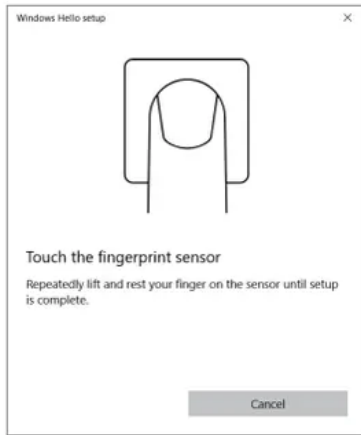 Windows Hello setup
Touch the fingerprint sensor
Repeatedly lift and rest your finger on the sensor until setup
is complete.
Cancel